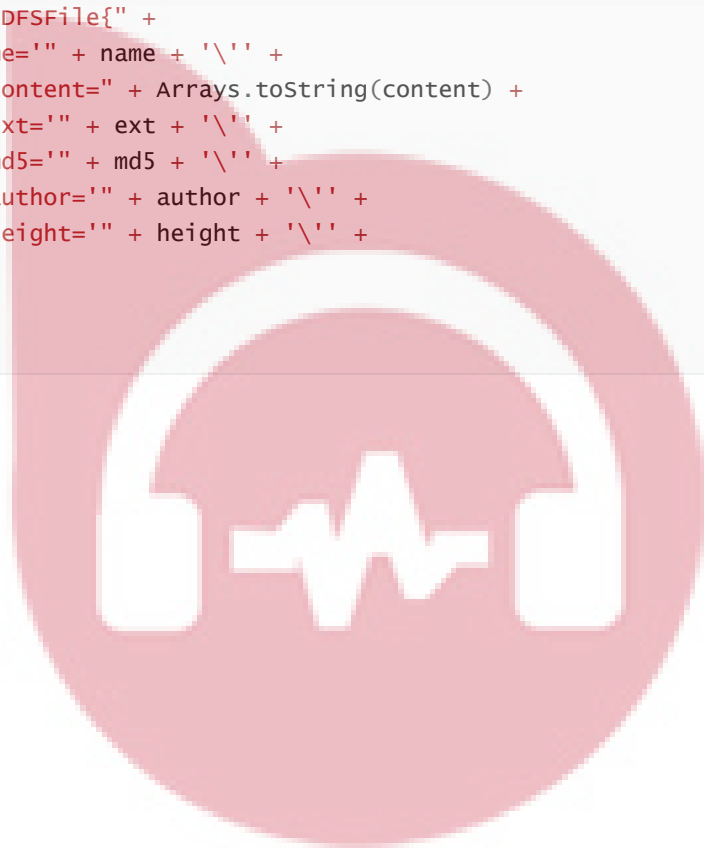 DFSFile{" +
e='" + name + '\'' +
ontent=" + Arrays.toString(content) +
xt='" + ext + '\'' +
d5='" + md5 + '\'' +
uthor='" + author + '\'' +
eight='" + height + '\'' +